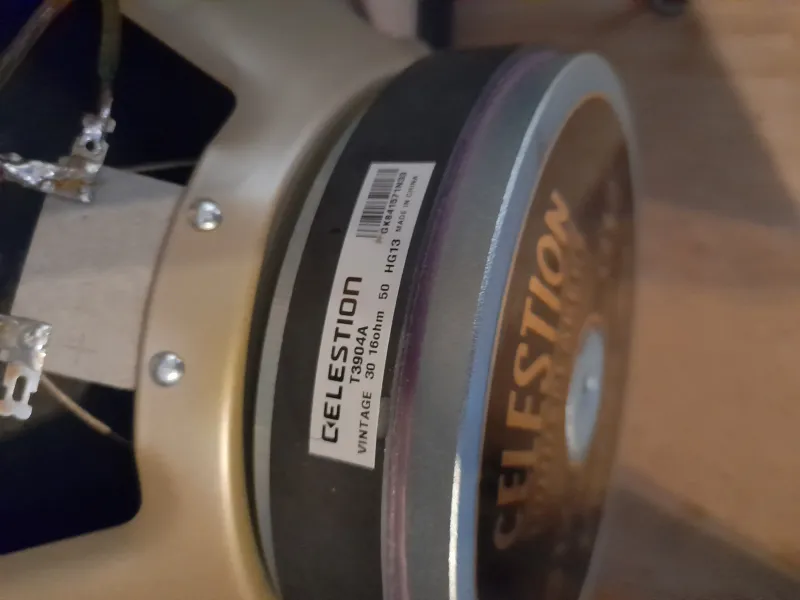 CELESTION
T3904A
VINTAGE 30 16ohm 50 HG13 MADE IN CHINA
CELESTION